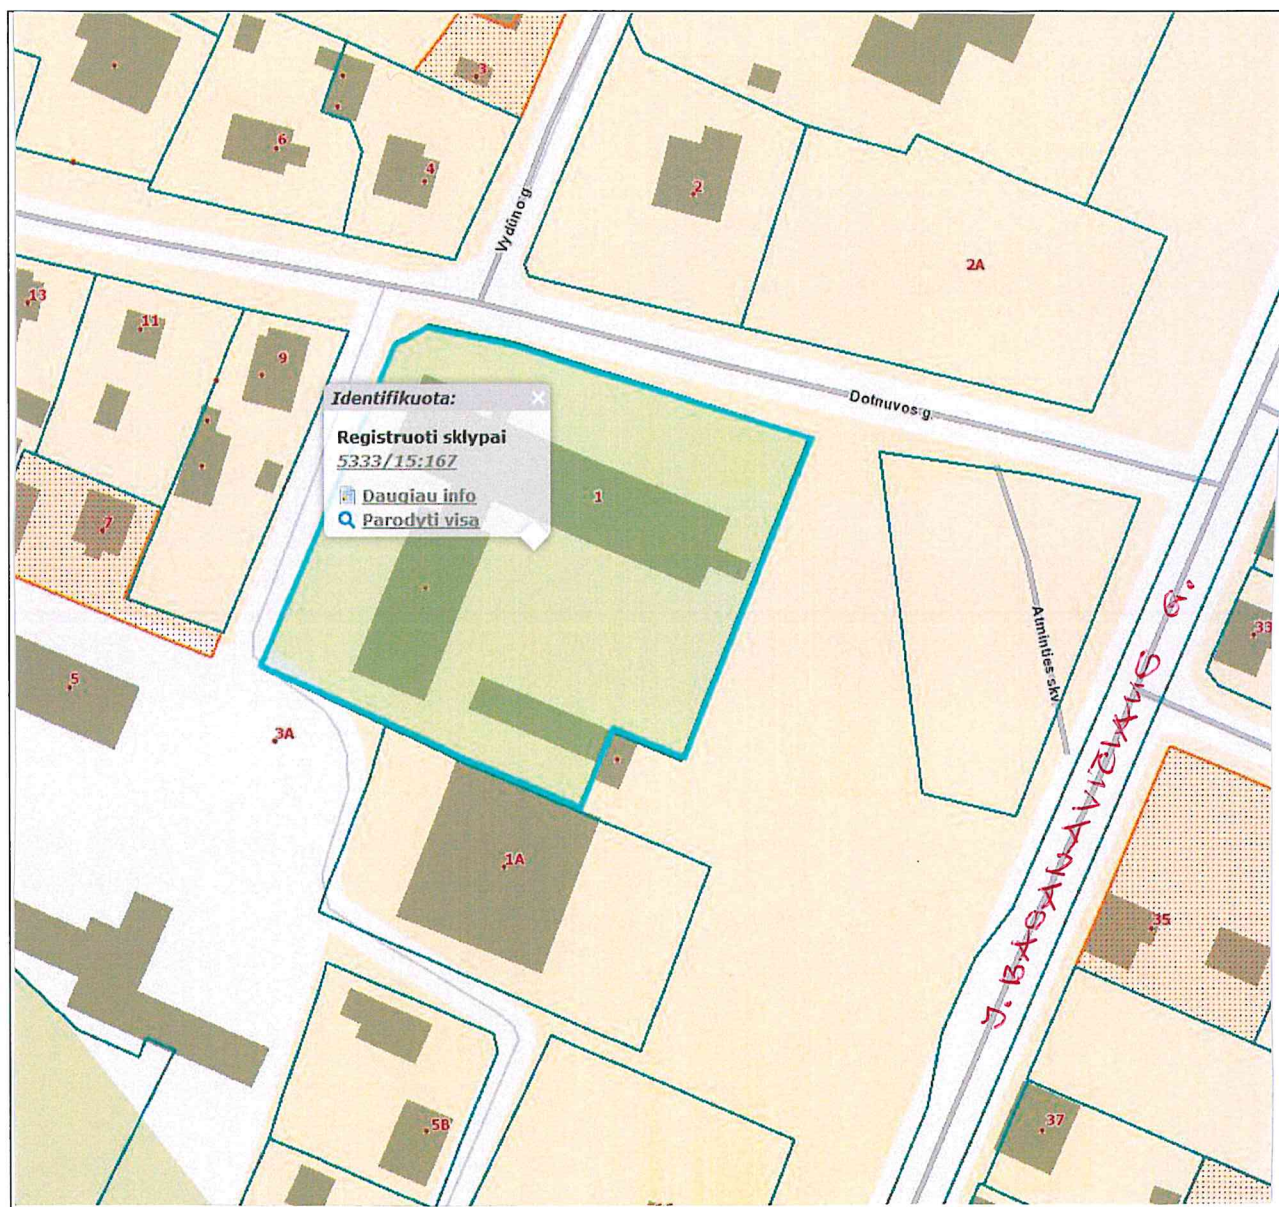 3
6
4
2
Vydūno g.
2A
13
11
9
Identifikuota:
Registruoti sklypai
5333/15:167
Daugiau info
Parodyti visa
Dotnuvos g.
1
7
Atminties skv.
33
5
3A
1A
J. BASANAVIČIAUS G.
35
5B
37